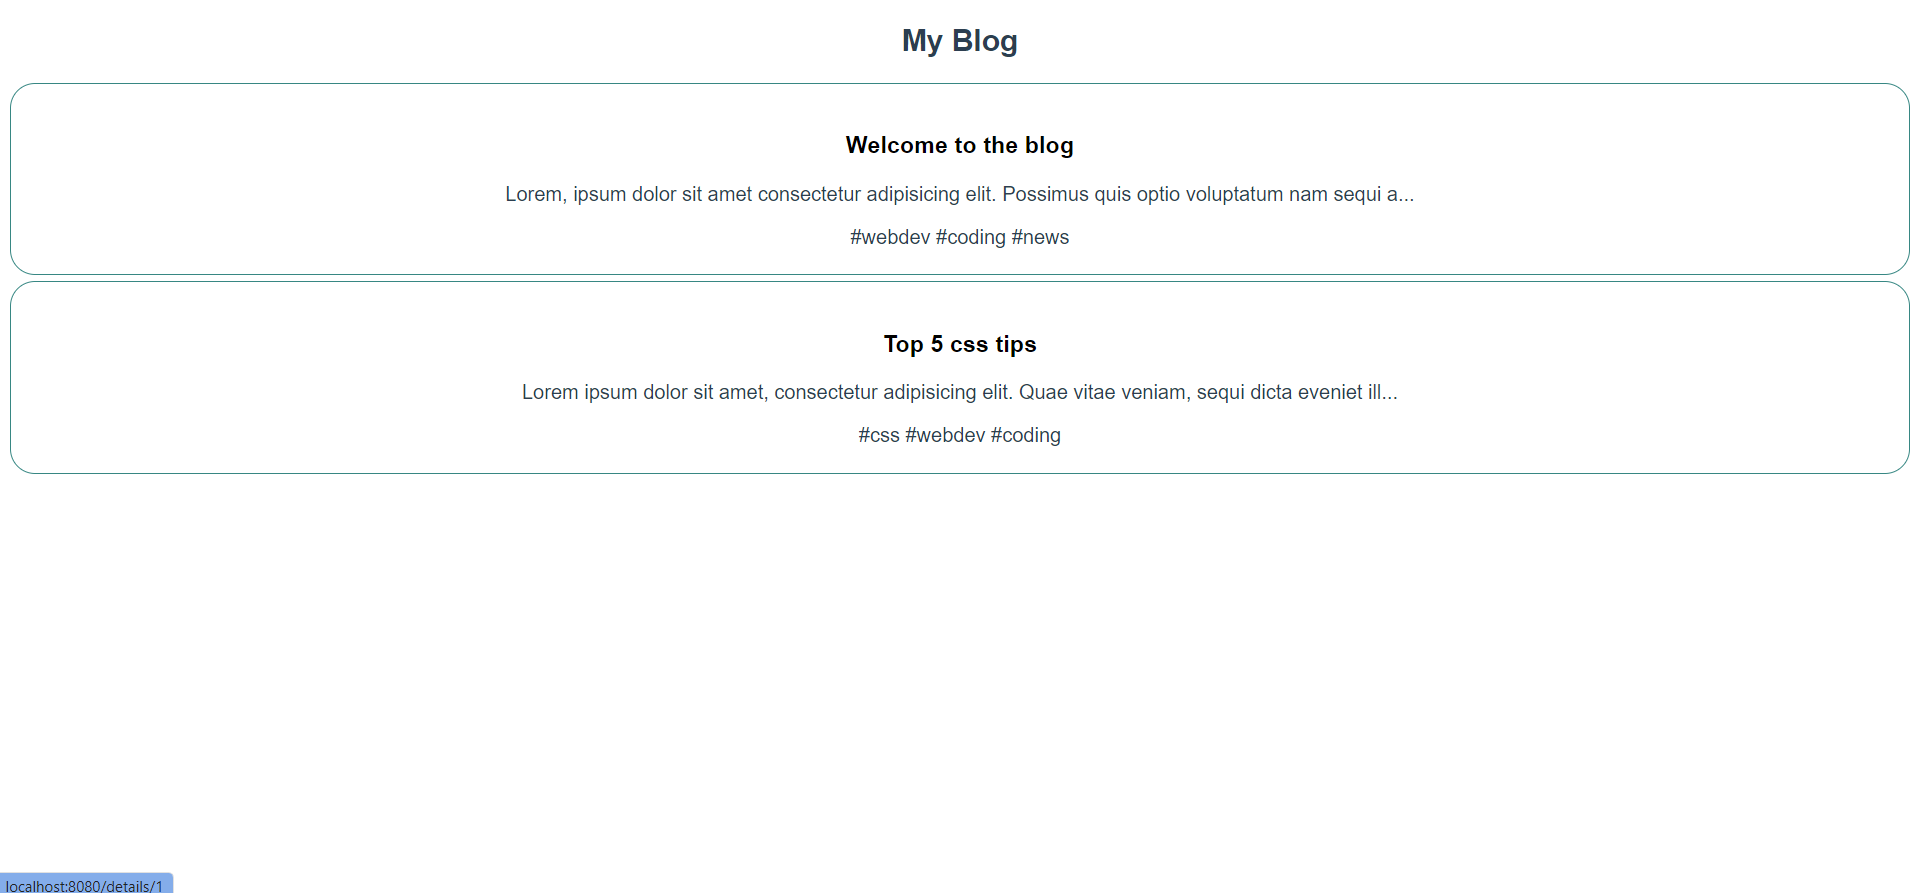 My Blog
Welcome to the blog
Lorem, ipsum dolor sit amet consectetur adipisicing elit. Possimus quis optio voluptatum nam sequi a...
#webdev #coding #news
Top 5 css tips
Lorem ipsum dolor sit amet, consectetur adipisicing elit. Quae vitae veniam, sequi dicta eveniet ill...
#css #webdev #coding
localhost:8080/details/1